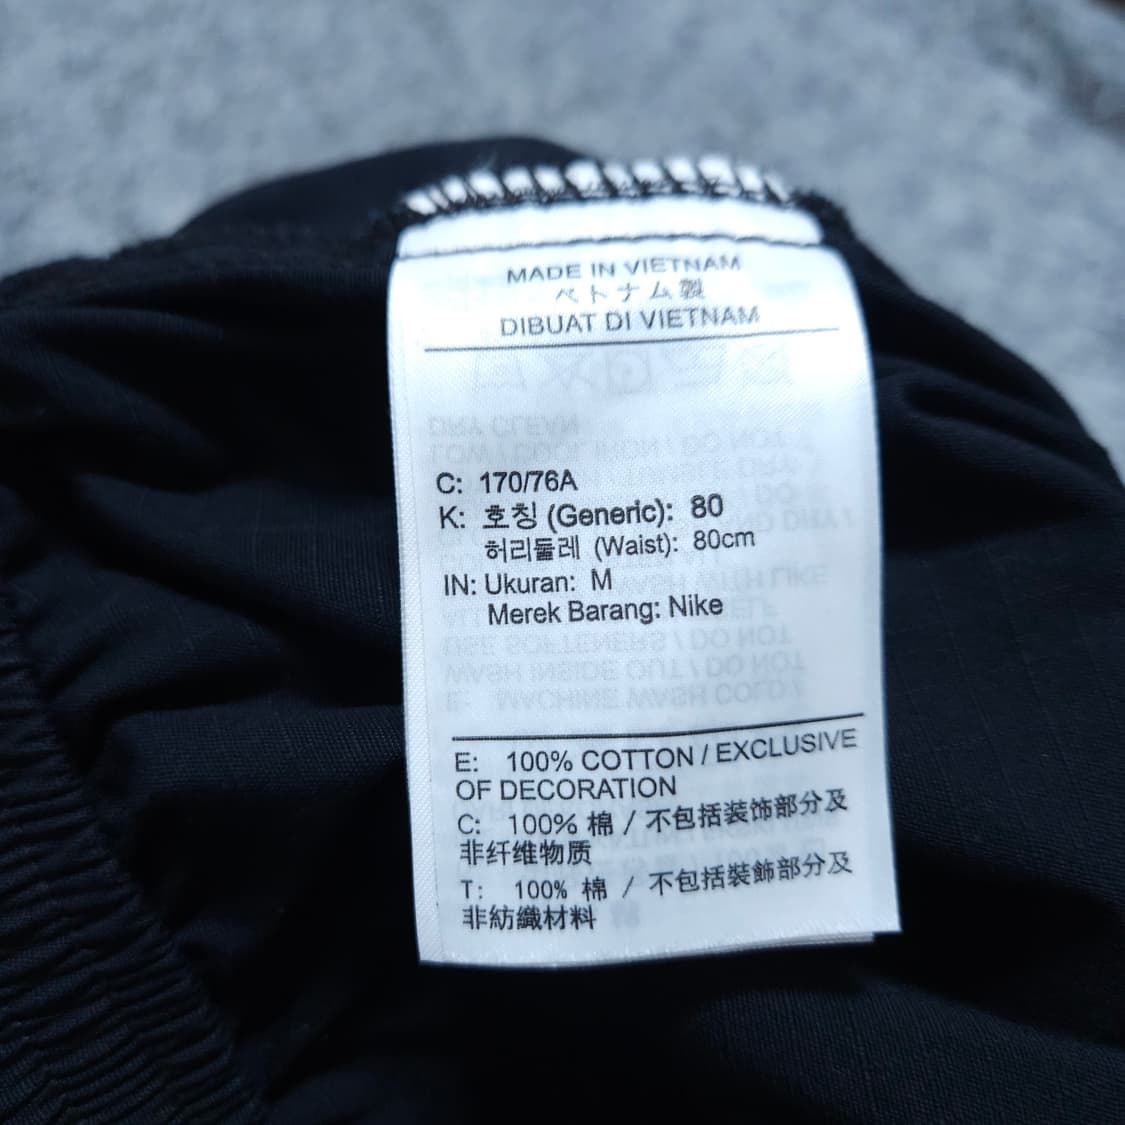 MADE IN VIETNAM
ベトナム製
DIBUAT DI VIETNAM
C: 170/76A
K: 호칭 (Generic): 80
허리둘레 (Waist): 80cm
IN: Ukuran: M
Merek Barang: Nike
E: 100% COTTON / EXCLUSIVE
OF DECORATION
C: 100% 棉 / 不包括装饰部分及
非纤维物质
T: 100% 棉 / 不包括裝飾部分及
非紡織材料